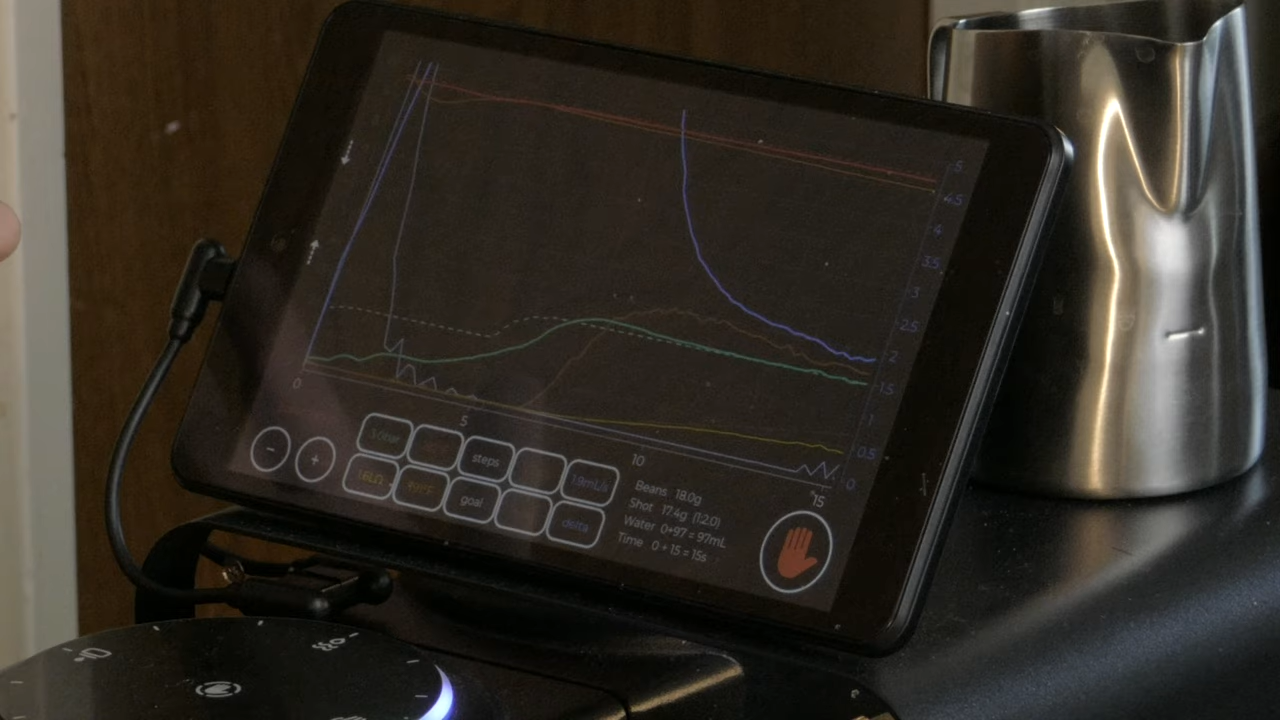 5
4.5
4
3.5
3
2.5
2
1.5
1
0.5
0
0
5
10
15
- +
steps 1.9mL/s
goal delta
Beans 18.0g
Shot 17.4g (1:2.0)
Water 0+97 = 97mL
Time 0 + 15 = 15s